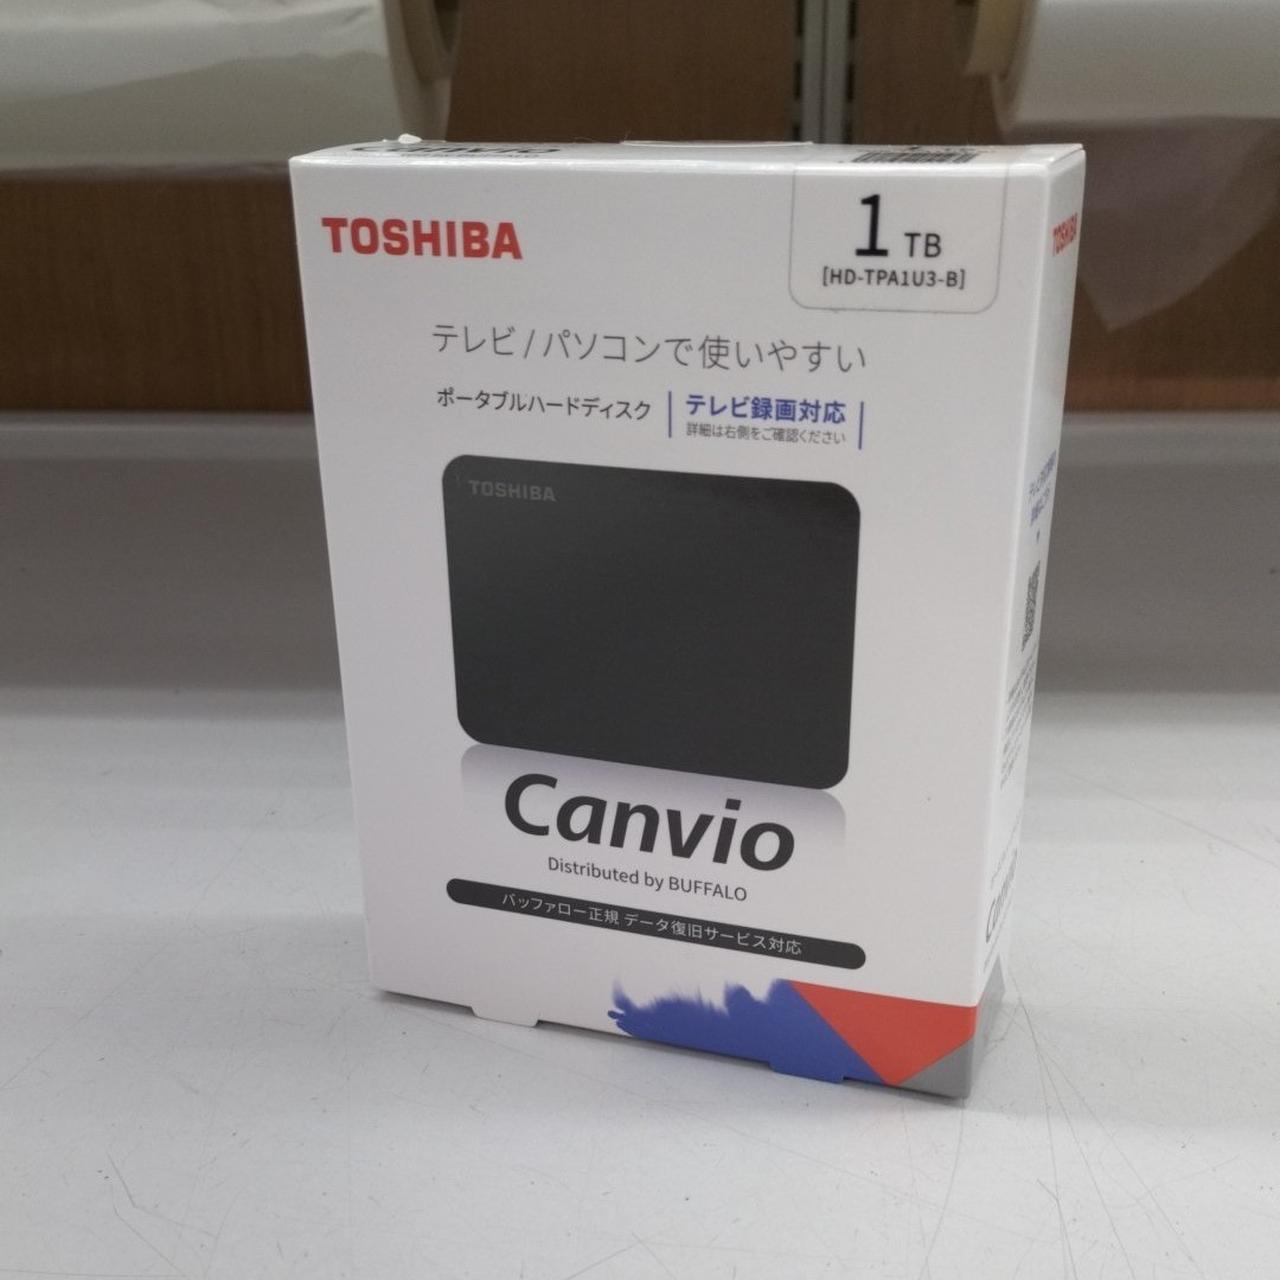 Canvio
TOSHIBA
1 TB
[HD-TPA1U3-B]
TOSHIBA
テレビ/パソコンで使いやすい
ポータブルハードディスク
テレビ録画対応
詳細は右側をご確認ください
TOSHIBA
Canvio
Distributed by BUFFALO
バッファロー正規 データ復旧サービス対応
Canvio